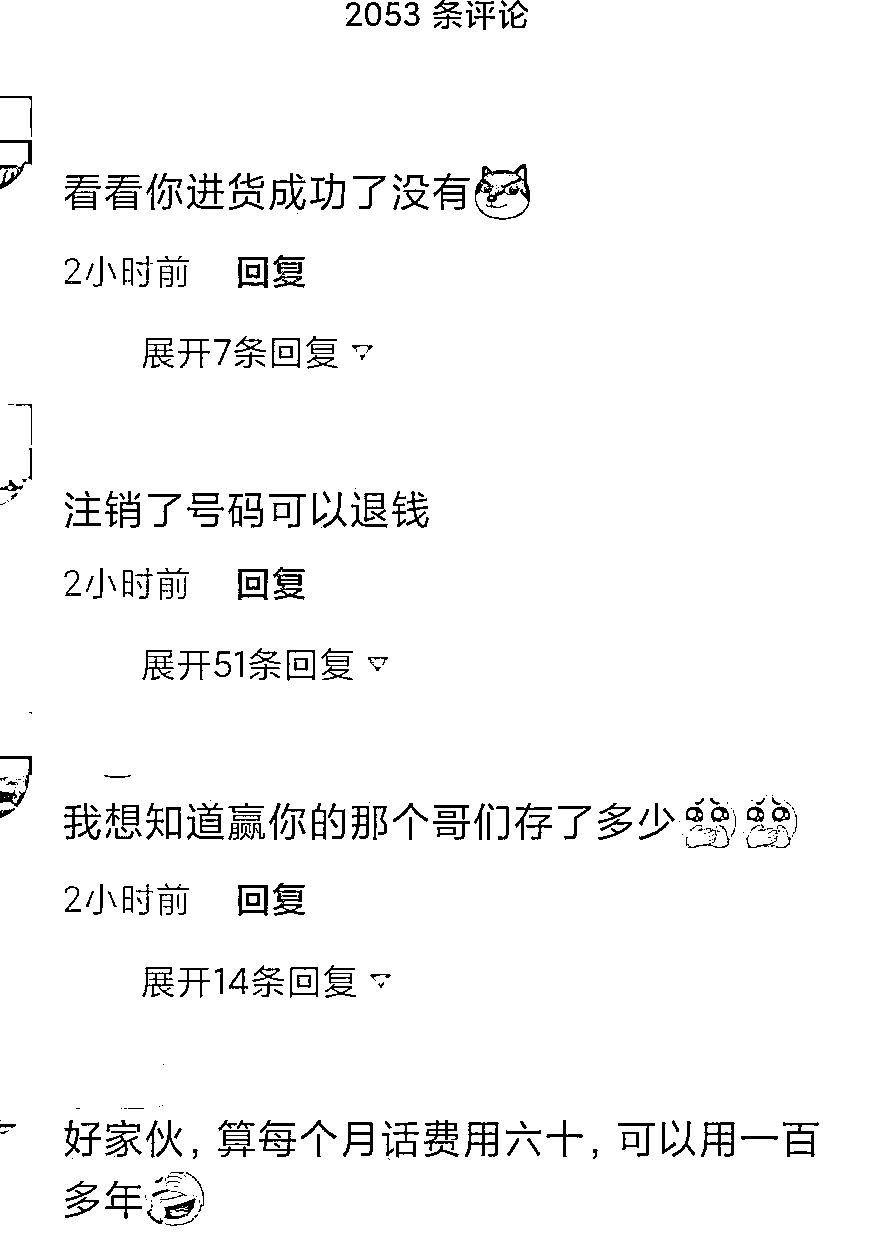 2053 条评论
看看你进货成功了没有
2小时前 回复
展开7条回复
注销了号码可以退钱
2小时前 回复
展开51条回复
我想知道赢你的那个哥们存了多少
2小时前 回复
展开14条回复
好家伙，算每个月话费用六十，可以用一百
多年